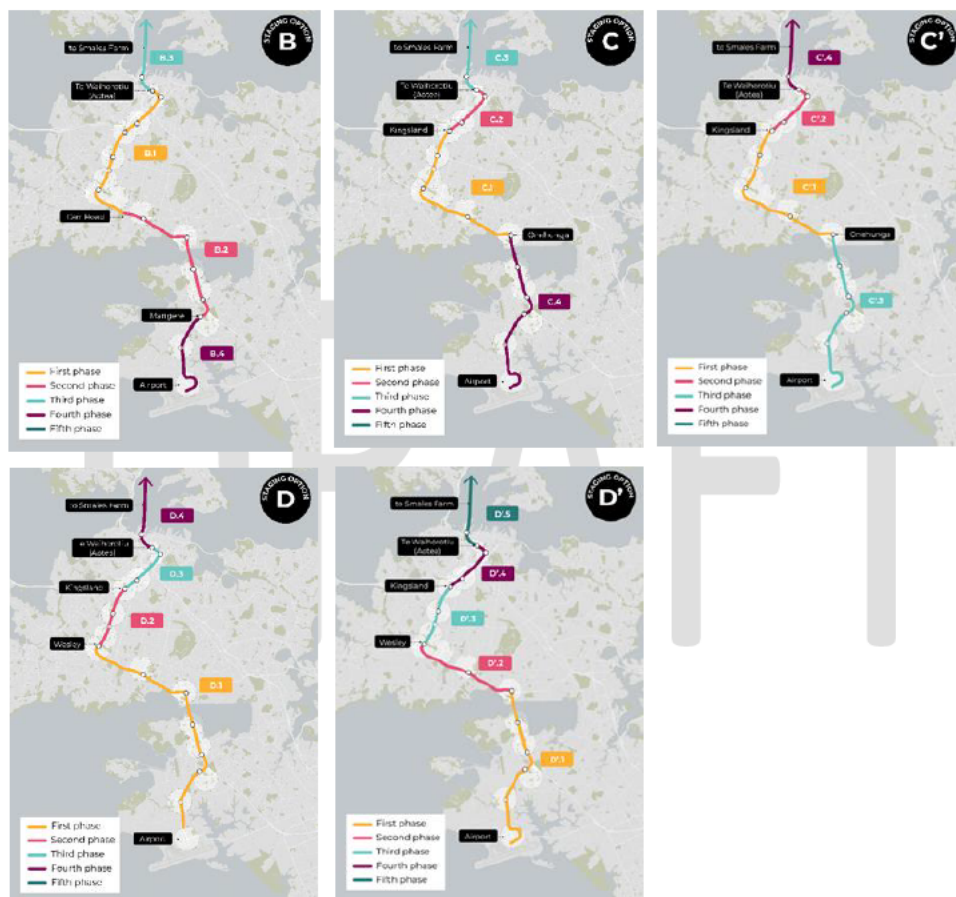 STAGING OPTION
B
to Smales Farm
B.3
Te Waihorotiu
(Aotea)
B.1
B.2
Mangere
B.4
Airport
First phase
Second phase
Third phase
Fourth phase
Fifth phase
STAGING OPTION
C
to Smales Farm
C.3
Te Waihorotiu
(Aotea)
C.2
Kingsland
C.1
Onehunga
C.4
Airport
First phase
Second phase
Third phase
Fourth phase
Fifth phase
STAGING OPTION
C'
to Smales Farm
C'.4
Te Waihorotiu
(Aotea)
C'.2
Kingsland
C'.1
Onehunga
C'.3
Airport
First phase
Second phase
Third phase
Fourth phase
Fifth phase
STAGING OPTION
D
to Smales Farm
D.4
Te Waihorotiu
(Aotea)
D.3
Kingsland
D.2
Wesley
D.1
Airport
First phase
Second phase
Third phase
Fourth phase
Fifth phase
STAGING OPTION
D'
to Smales Farm
D'.5
Te Waihorotiu
(Aotea)
D'.4
Kingsland
D'.3
Wesley
D'.2
D'.1
Airport
First phase
Second phase
Third phase
Fourth phase
Fifth phase
DRAFT